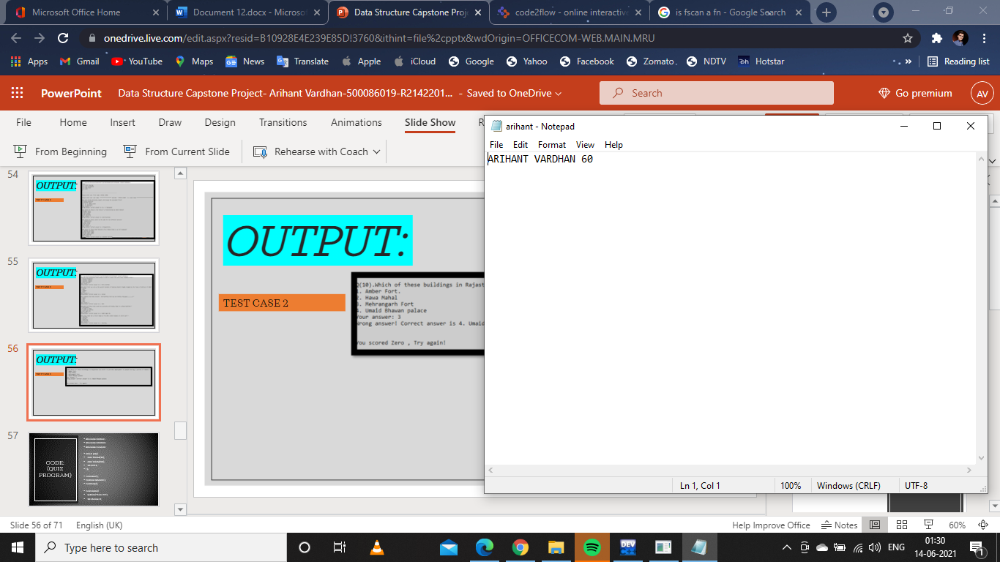 Microsoft Office Home
Document 12.docx - Microsof
Data Structure Capstone Proje
code2flow - online interactive
is fscan a fn - Google Search
onedrive.live.com/edit.aspx?resid=B10928E4E239E85D!3760&ithint=file%2cpptx&wdOrigin=OFFICECOM-WEB.MAIN.MRU
Apps Gmail YouTube Maps News Translate Apple iCloud Google Yahoo Facebook Zomato NDTV Hotstar » Reading list
PowerPoint Data Structure Capstone Project- Arihant Vardhan-500086019-R2142201... - Saved to OneDrive Search Go premium AV
File Home Insert Draw Design Transitions Animations Slide Show R
From Beginning From Current Slide Rehearse with Coach
arihant - Notepad
File Edit Format View Help
ARIHANT VARDHAN 60
54
OUTPUT:
55
OUTPUT:
56
OUTPUT:
57
CODE:
(QUIZ
PROGRAM)
OUTPUT:
TEST CASE 2
Q(10).Which of these buildings in Rajast
1. Amber Fort.
2. Hawa Mahal
3. Mehrangarh Fort
4. Umaid Bhawan palace
Your answer: 3
Wrong answer! Correct answer is 4. Umaid
You scored Zero , Try again!
Ln 1, Col 1 100% Windows (CRLF) UTF-8
Slide 56 of 71 English (UK) Help Improve Office Notes 60%
Type here to search
DEV
ENG
01:30
14-06-2021
1